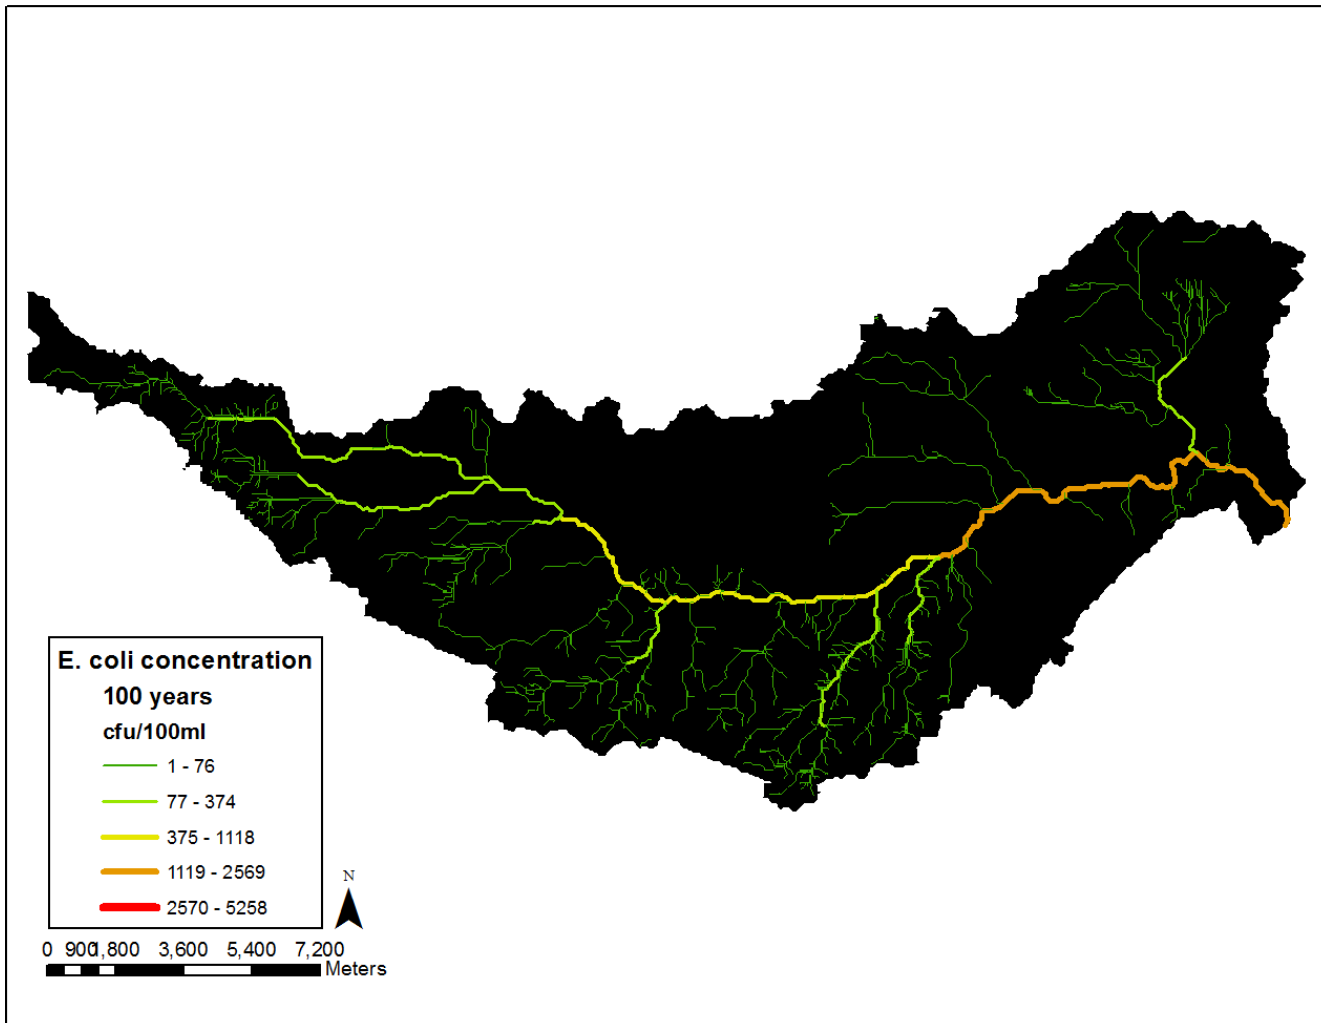 E. coli concentration
100 years
cfu/100ml
1 - 76
77 - 374
375 - 1118
1119 - 2569
2570 - 5258
N
0 900 1,800 3,600 5,400 7,200
Meters